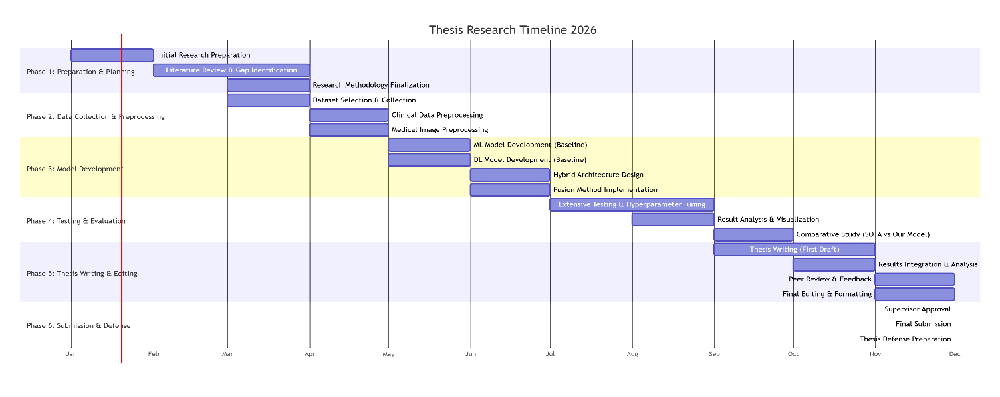 Thesis Research Timeline 2026
Initial Research Preparation
Phase 1: Preparation & Planning
Literature Review & Gap Identification
Research Methodology Finalization
Dataset Selection & Collection
Phase 2: Data Collection & Preprocessing
Clinical Data Preprocessing
Medical Image Preprocessing
ML Model Development (Baseline)
DL Model Development (Baseline)
Phase 3: Model Development
Hybrid Architecture Design
Fusion Method Implementation
Extensive Testing & Hyperparameter Tuning
Phase 4: Testing & Evaluation
Result Analysis & Visualization
Comparative Study (SOTA vs Our Model)
Thesis Writing (First Draft)
Results Integration & Analysis
Phase 5: Thesis Writing & Editing
Peer Review & Feedback
Final Editing & Formatting
Supervisor Approval
Phase 6: Submission & Defense
Final Submission
Thesis Defense Preparation
Jan Feb Mar Apr May Jun Jul Aug Sep Oct Nov Dec